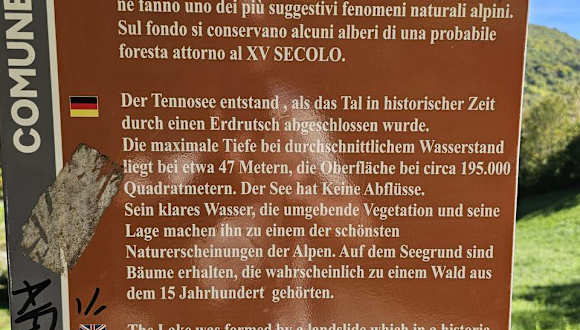 COMUNE
ne fanno uno dei più suggestivi fenomeni naturali alpini.
Sul fondo si conservano alcuni alberi di una probabile
foresta attorno al XV SECOLO.
Der Tennosee entstand , als das Tal in historischer Zeit
durch einen Erdrutsch abgeschlossen wurde.
Die maximale Tiefe bei durchschnittlichem Wasserstand
liegt bei etwa 47 Metern, die Oberfläche bei circa 195.000
Quadratmetern. Der See hat Keine Abflüsse.
Sein klares Wasser, die umgebende Vegetation und seine
Lage machen ihn zu einem der schönsten
Naturerscheinungen der Alpen. Auf dem Seegrund sind
Bäume erhalten, die wahrscheinlich zu einem Wald aus
dem 15 Jahrhundert gehörten.
The Lake was formed by a landslide which in a historic